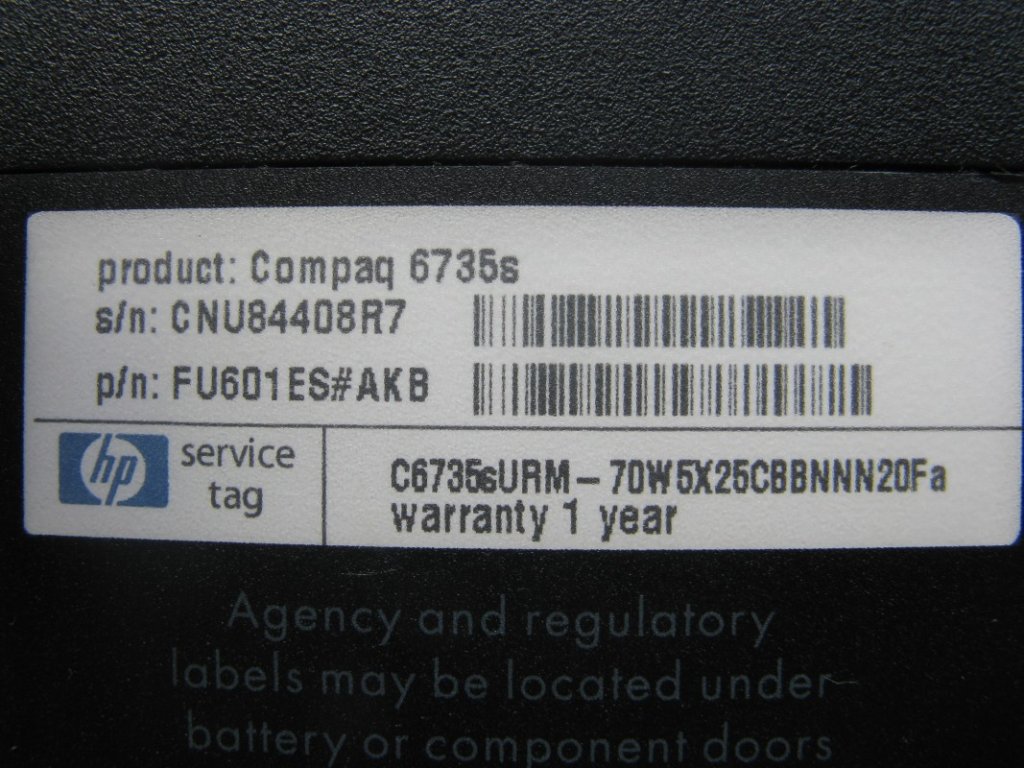 product: Compaq 6735s
s/n: CNU84408R7
p/n: FU601ES#AKB
hp service tag
C6735sURM-70W5X25CBBNNN20Fa
warranty 1 year
Agency and regulatory
labels may be located under
battery or component doors